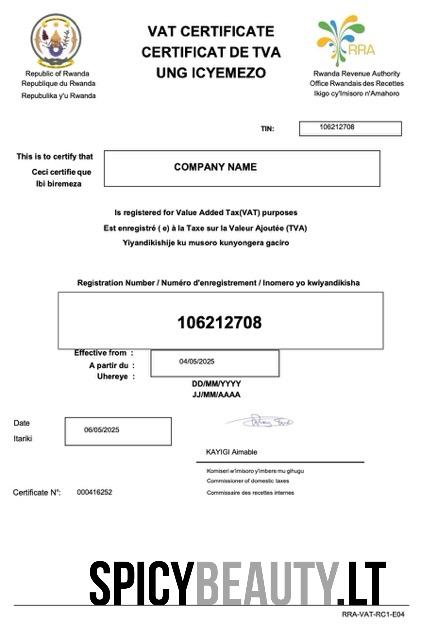 VAT CERTIFICATE
CERTIFICAT DE TVA
UNG ICYEMEZO
Republic of Rwanda
Republique du Rwanda
Repubulika y'u Rwanda
RRA
Rwanda Revenue Authority
Office Rwandais des Recettes
Ikigo cy'Imisoro n'Amahoro
TIN: 106212708
This is to certify that
Ceci certifie que
Ibi biremeza
COMPANY NAME
Is registered for Value Added Tax(VAT) purposes
Est enregistré ( e) à la Taxe sur la Valeur Ajoutée (TVA)
Yiyandikishije ku musoro kunyongera gaciro
Registration Number / Numéro d'enregistrement / Inomero yo kwiyandikisha
106212708
Effective from :
A partir du :
Uhereye :
04/05/2025
DD/MM/YYYY
JJ/MM/AAAA
Date
Itariki
06/05/2025
KAYIGI Aimable
Komiseri w'imisoro y'imbere mu gihugu
Commissioner of domestic taxes
Commissaire des recettes internes
Certificate N°: 000416252
SPICYBEAUTY.LT
RRA-VAT-RC1-E04